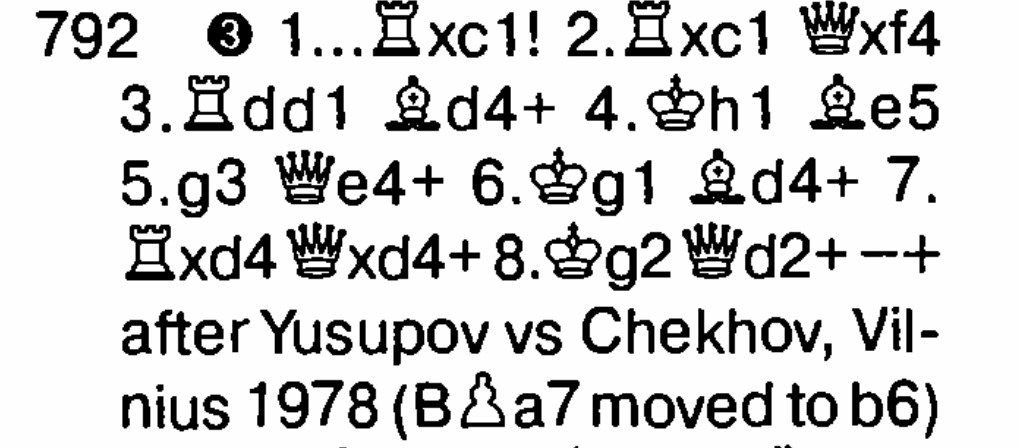 792 ❸ 1...♖xc1! 2.♖xc1 ♕xf4
3.♖dd1 ♗d4+ 4.♔h1 ♗e5
5.g3 ♕e4+ 6.♔g1 ♗d4+ 7.
♖xd4 ♕xd4+ 8.♔g2 ♕d2+ −+
after Yusupov vs Chekhov, Vil-
nius 1978 (B♙a7 moved to b6)